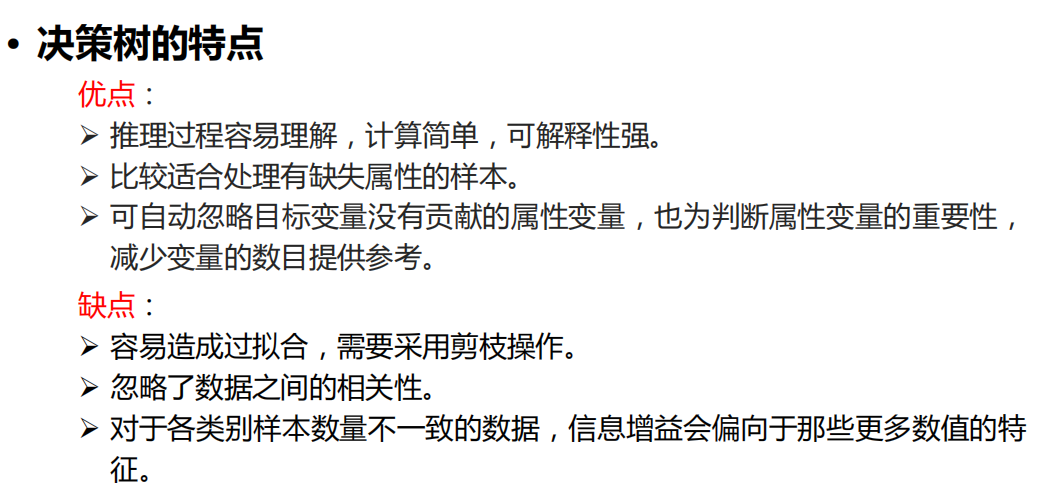 • 决策树的特点
优点：
➢ 推理过程容易理解，计算简单，可解释性强。
➢ 比较适合处理有缺失属性的样本。
➢ 可自动忽略目标变量没有贡献的属性变量，也为判断属性变量的重要性，
减少变量的数目提供参考。
缺点：
➢ 容易造成过拟合，需要采用剪枝操作。
➢ 忽略了数据之间的相关性。
➢ 对于各类别样本数量不一致的数据，信息增益会偏向于那些更多数值的特
征。